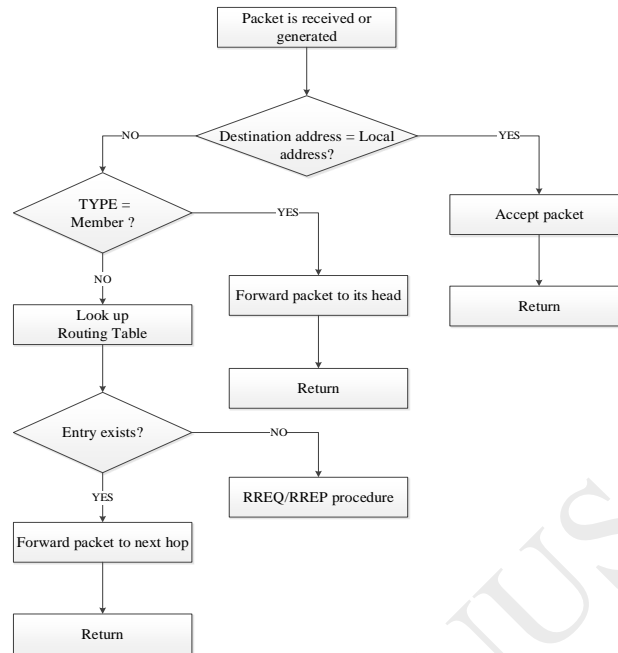 Packet is received or
generated
Destination address = Local
address?
NO
YES
TYPE =
Member ?
YES
NO
Accept packet
Look up
Routing Table
Forward packet to its head
Return
Return
Entry exists?
NO
YES
RREQ/RREP procedure
Forward packet to next hop
Return
NUS